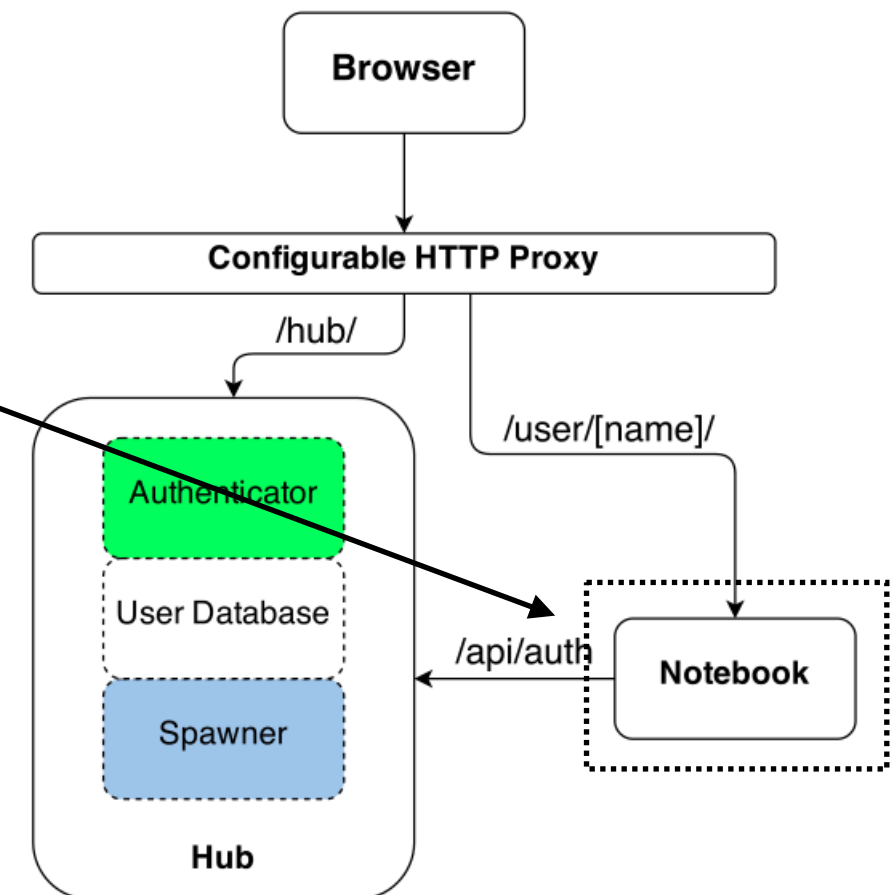 Browser
Configurable HTTP Proxy
/hub/
/user/[name]/
Authenticator
User Database
/api/auth
Notebook
Spawner
Hub